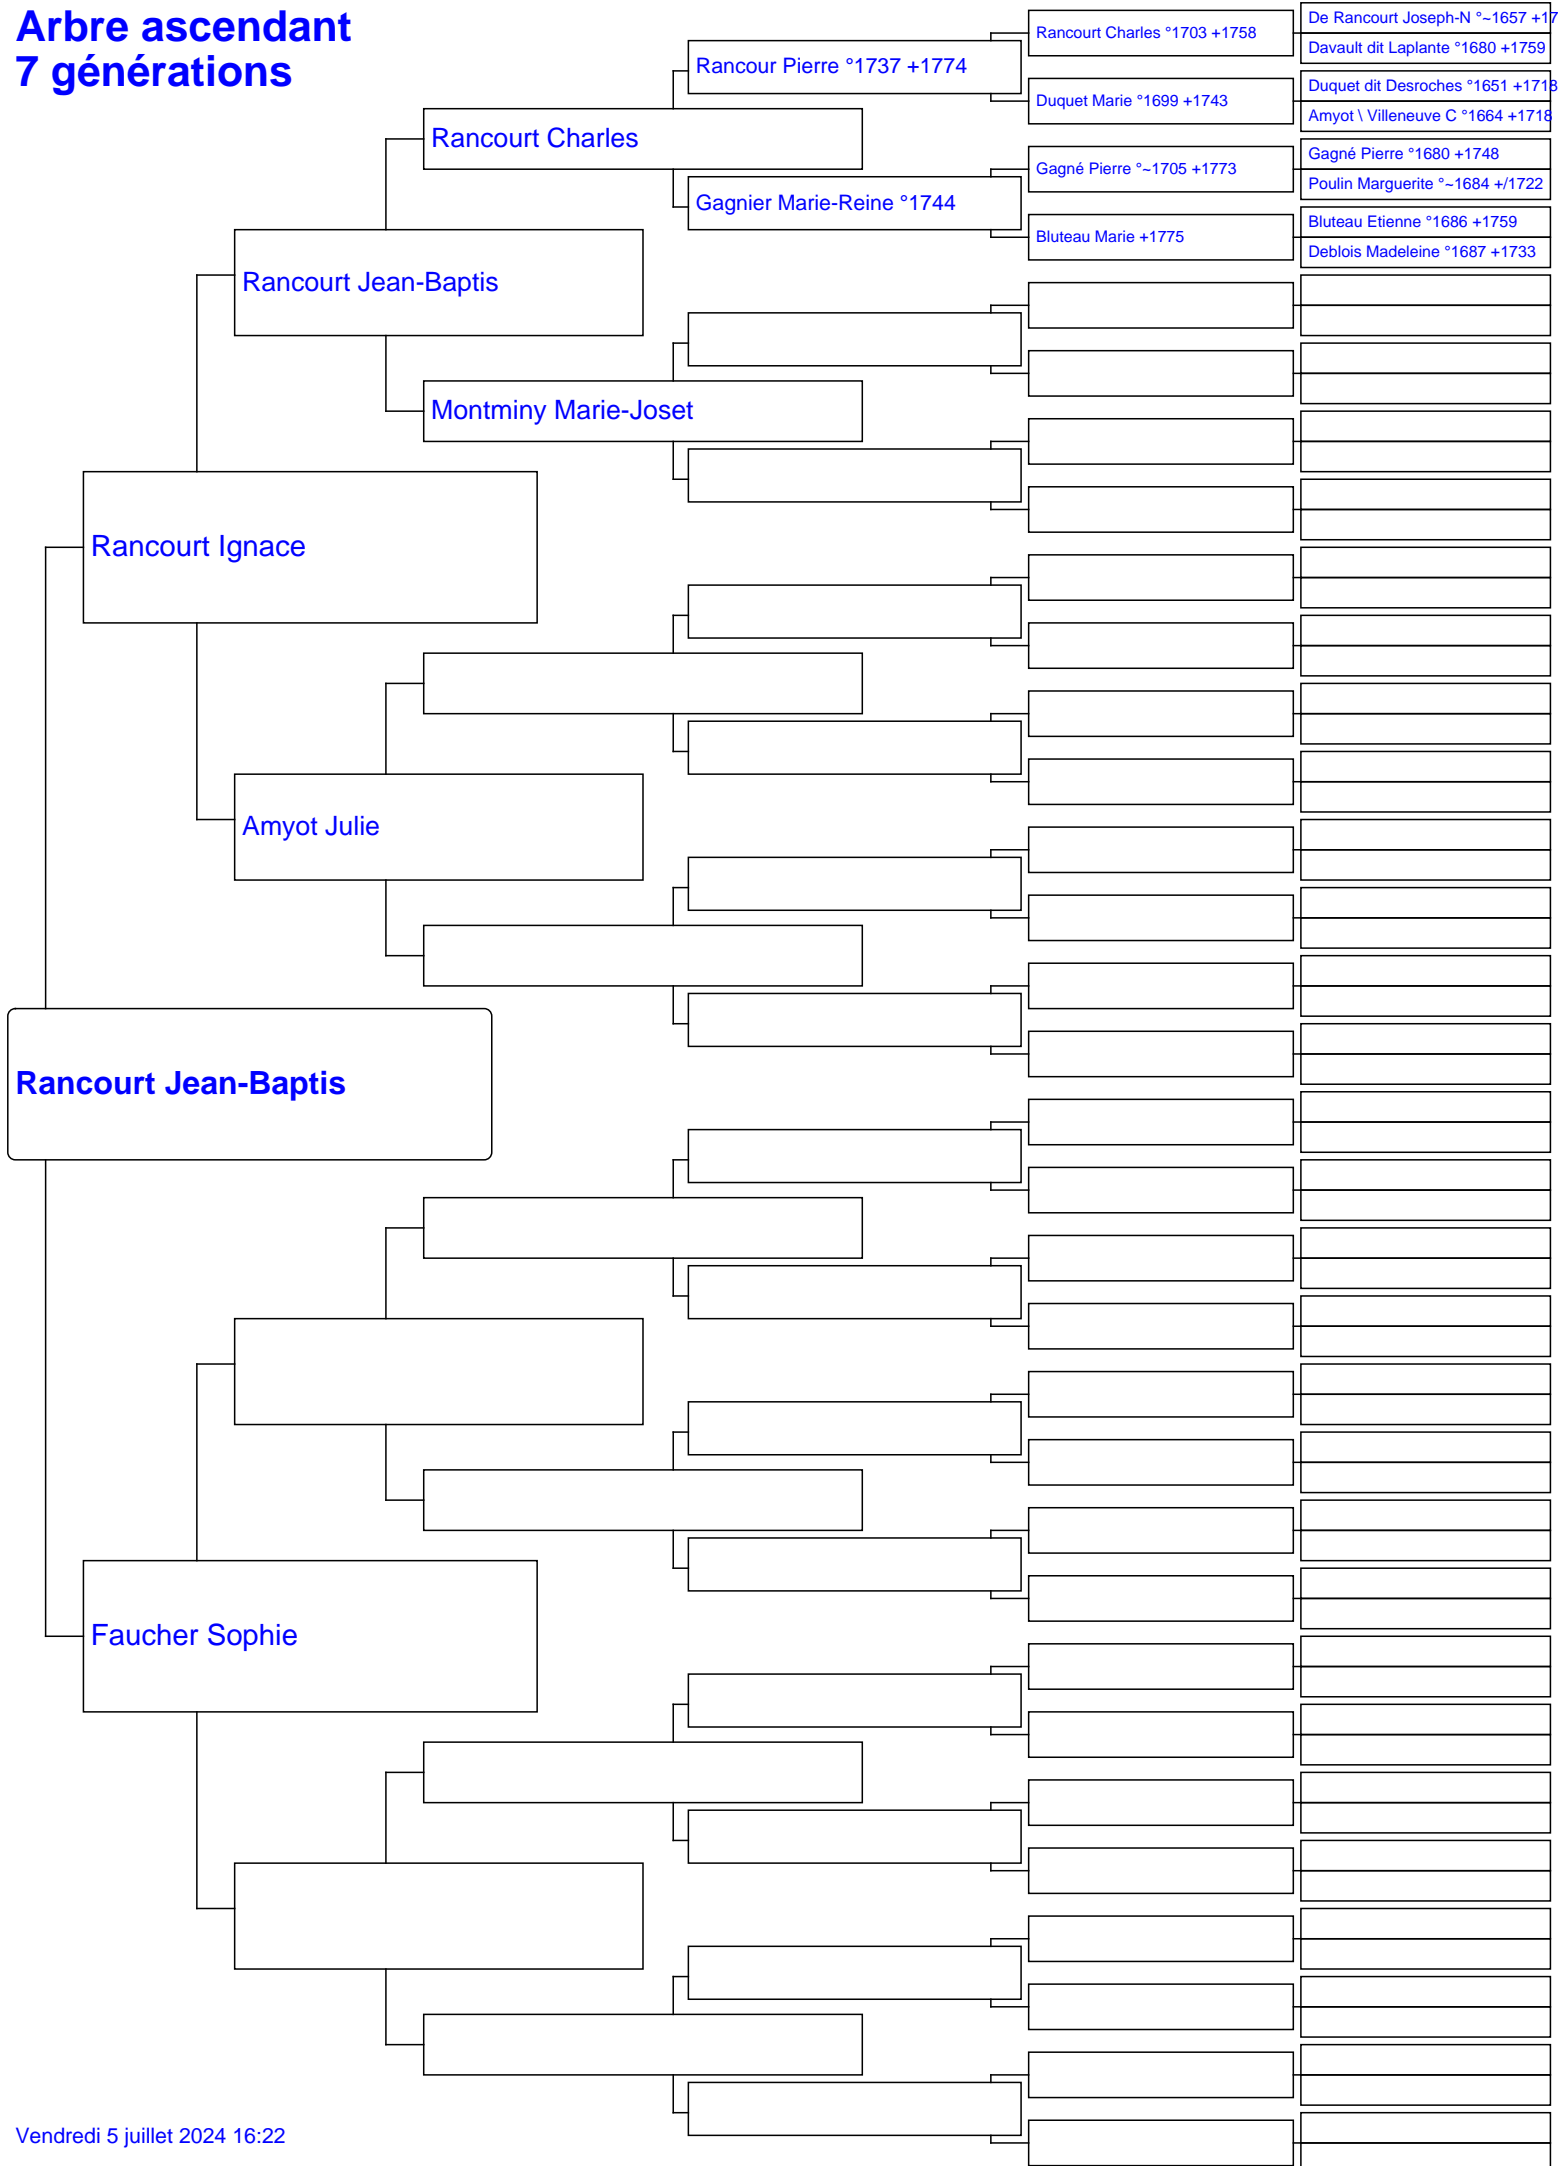 Arbre ascendant
7 générations
De Rancourt Joseph-N °~1657 +17
Rancourt Charles °1703 +1758
Davault dit Laplante °1680 +1759
Rancour Pierre °1737 +1774
Duquet dit Desroches °1651 +1718
Duquet Marie °1699 +1743
Amyot \ Villeneuve C °1664 +1718
Rancourt Charles
Gagné Pierre °1680 +1748
Gagné Pierre °~1705 +1773
Poulin Marguerite °~1684 +/1722
Gagnier Marie-Reine °1744
Bluteau Etienne °1686 +1759
Bluteau Marie +1775
Deblois Madeleine °1687 +1733
Rancourt Jean-Baptis
Montminy Marie-Joset
Rancourt Ignace
Amyot Julie
Rancourt Jean-Baptis
Faucher Sophie
Vendredi 5 juillet 2024 16:22